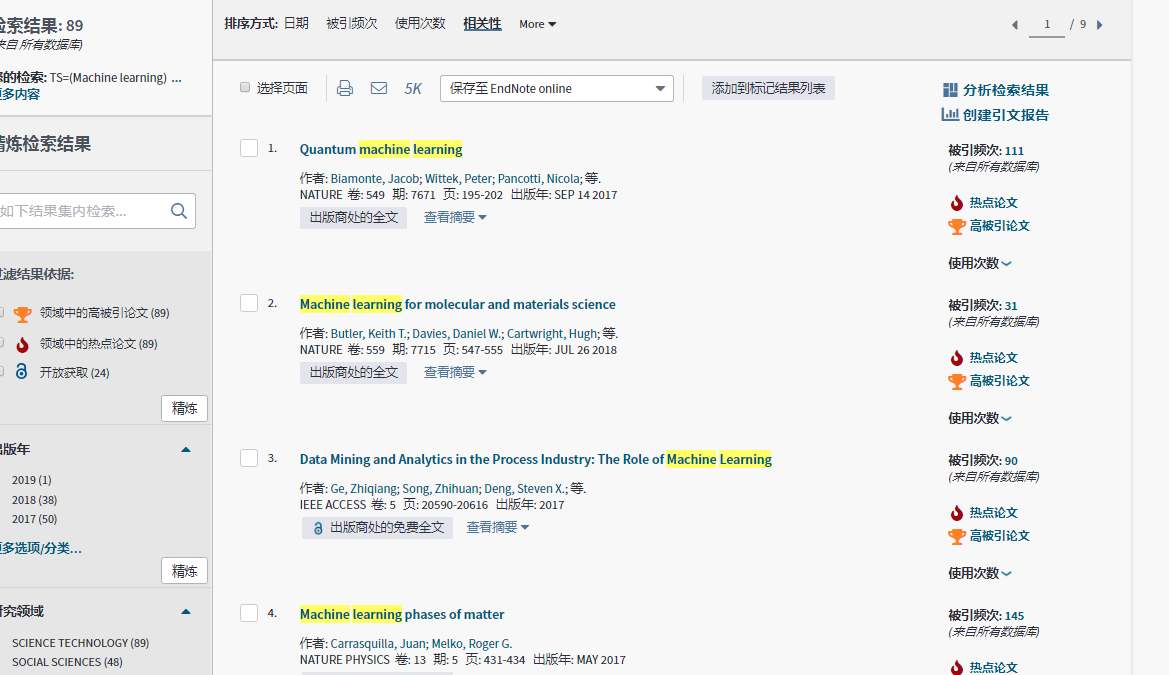 检索结果: 89
来自 所有数据库)
的检索: TS=(Machine learning) ...
更多内容
精炼检索结果
如下结果集内检索...
过滤结果依据:
领域中的高被引论文 (89)
领域中的热点论文 (89)
开放获取 (24)
精炼
出版年
2019 (1)
2018 (38)
2017 (50)
更多选项/分类...
精炼
研究领域
SCIENCE TECHNOLOGY (89)
SOCIAL SCIENCES (48)
排序方式: 日期 被引频次 使用次数 相关性 More
1 / 9
选择页面 5K 保存至 EndNote online 添加到标记结果列表
分析检索结果
创建引文报告
1. Quantum machine learning
作者: Biamonte, Jacob; Wittek, Peter; Pancotti, Nicola; 等.
NATURE 卷: 549 期: 7671 页: 195-202 出版年: SEP 14 2017
出版商处的全文 查看摘要
被引频次: 111
(来自所有数据库)
热点论文
高被引论文
使用次数
2. Machine learning for molecular and materials science
作者: Butler, Keith T.; Davies, Daniel W.; Cartwright, Hugh; 等.
NATURE 卷: 559 期: 7715 页: 547-555 出版年: JUL 26 2018
出版商处的全文 查看摘要
被引频次: 31
(来自所有数据库)
热点论文
高被引论文
使用次数
3. Data Mining and Analytics in the Process Industry: The Role of Machine Learning
作者: Ge, Zhiqiang; Song, Zhihuan; Deng, Steven X.; 等.
IEEE ACCESS 卷: 5 页: 20590-20616 出版年: 2017
出版商处的免费全文 查看摘要
被引频次: 90
(来自所有数据库)
热点论文
高被引论文
使用次数
4. Machine learning phases of matter
作者: Carrasquilla, Juan; Melko, Roger G.
NATURE PHYSICS 卷: 13 期: 5 页: 431-434 出版年: MAY 2017
被引频次: 145
(来自所有数据库)
热点论文